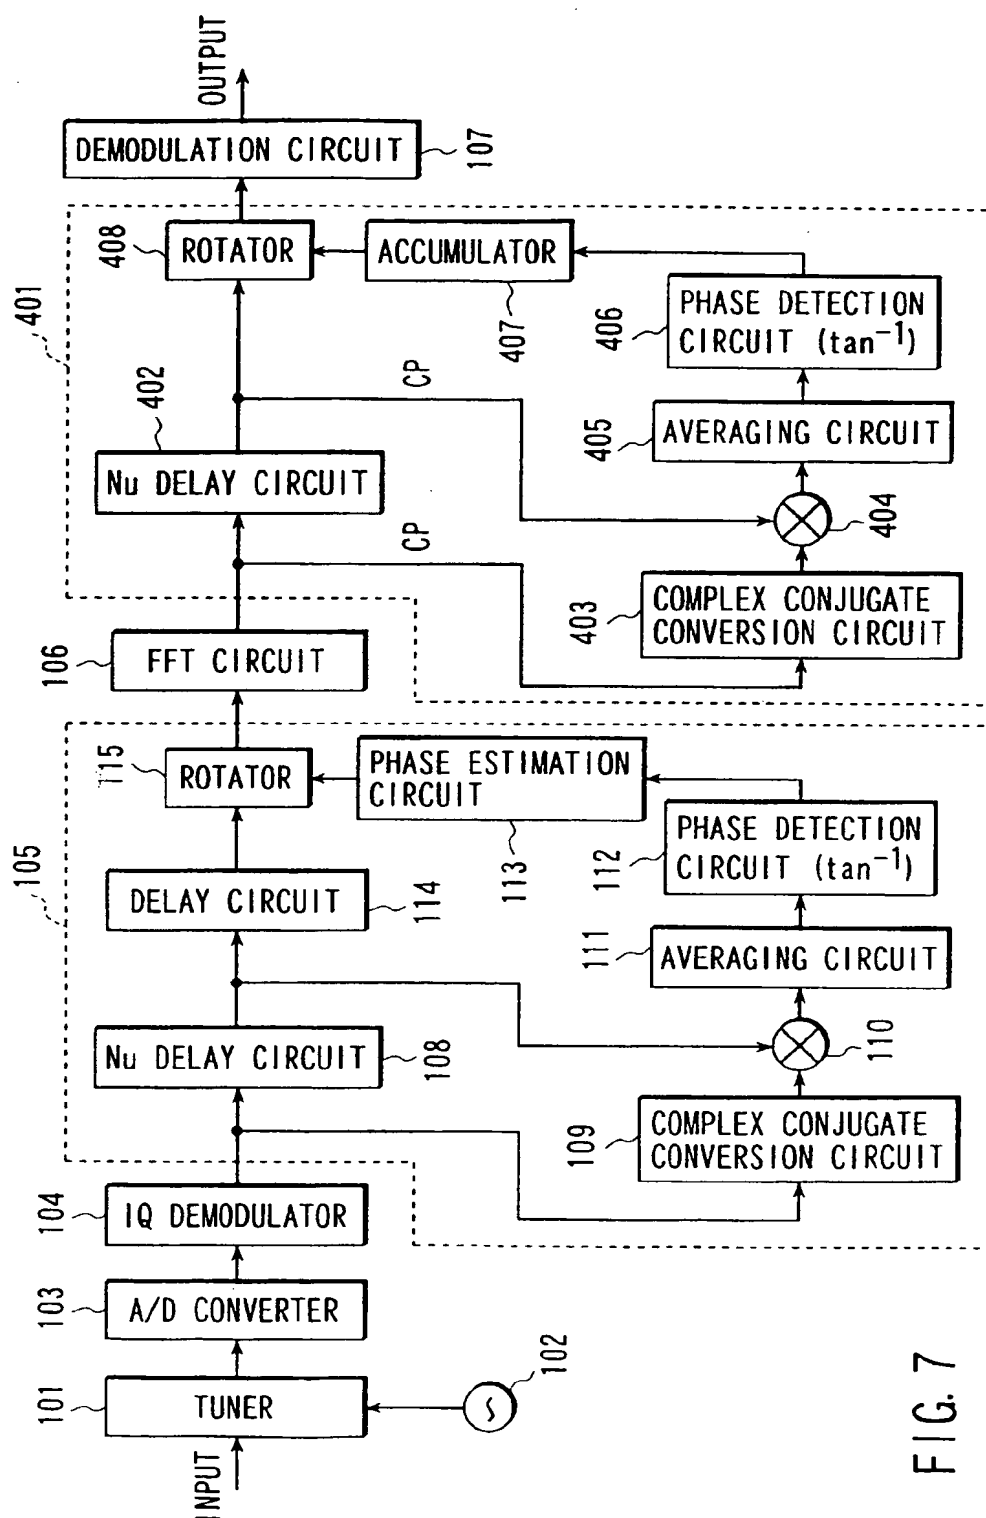 OUTPUT
DEMODULATION CIRCUIT
107
401
408
ROTATOR
ACCUMULATOR
407
406
PHASE DETECTION
CIRCUIT (tan⁻¹)
402
CP
Nu DELAY CIRCUIT
405
AVERAGING CIRCUIT
404
CP
403
COMPLEX CONJUGATE
CONVERSION CIRCUIT
106
FFT CIRCUIT
105
115
ROTATOR
PHASE ESTIMATION
CIRCUIT
113
112
PHASE DETECTION
CIRCUIT (tan⁻¹)
DELAY CIRCUIT
114
111
AVERAGING CIRCUIT
Nu DELAY CIRCUIT
108
110
109
COMPLEX CONJUGATE
CONVERSION CIRCUIT
104
IQ DEMODULATOR
103
A/D CONVERTER
101
TUNER
102
INPUT
FIG. 7